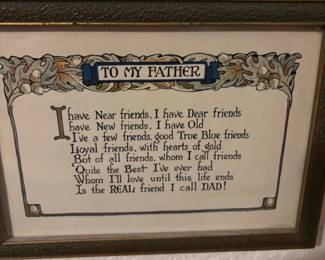 TO MY FATHER
I have Near friends, I have Dear friends
I have New friends, I have Old
I've a few friends, good True Blue friends
Loyal friends, with hearts of gold
But of all friends, whom I call friends
Quite the Best I've ever had
Whom I'll love until this life ends
Is the REAL friend I call DAD!